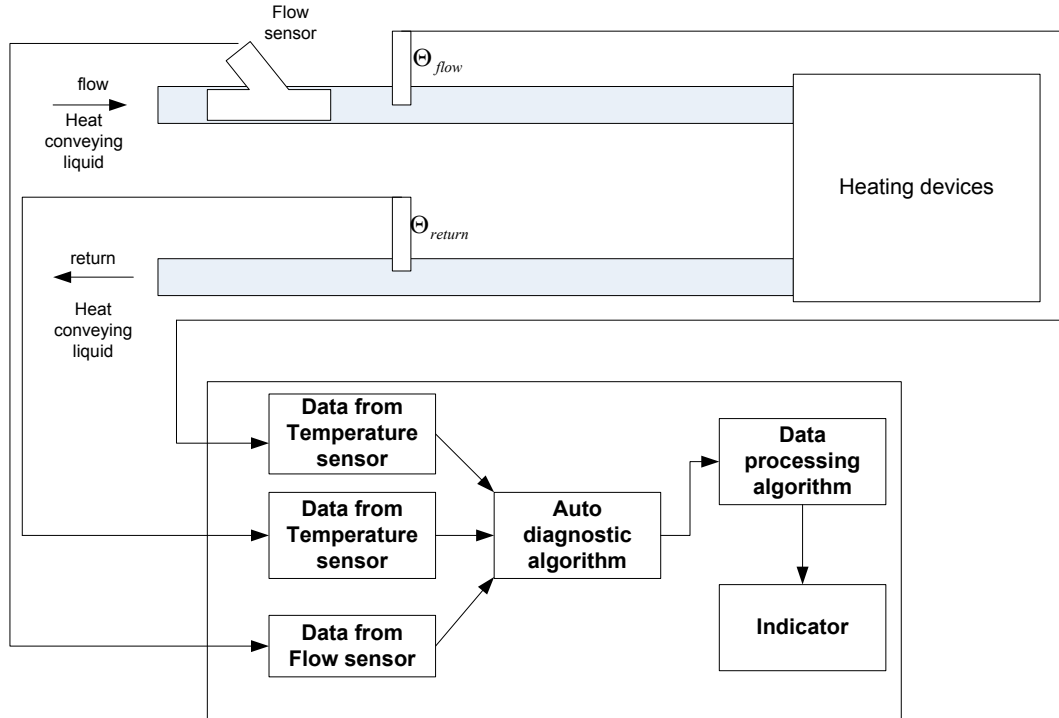 Flow
sensor
Θflow
flow
Heat
conveying
liquid
Heating devices
Θreturn
return
Heat
conveying
liquid
Data from
Temperature
sensor
Data from
Temperature
sensor
Data from
Flow sensor
Auto
diagnostic
algorithm
Data
processing
algorithm
Indicator